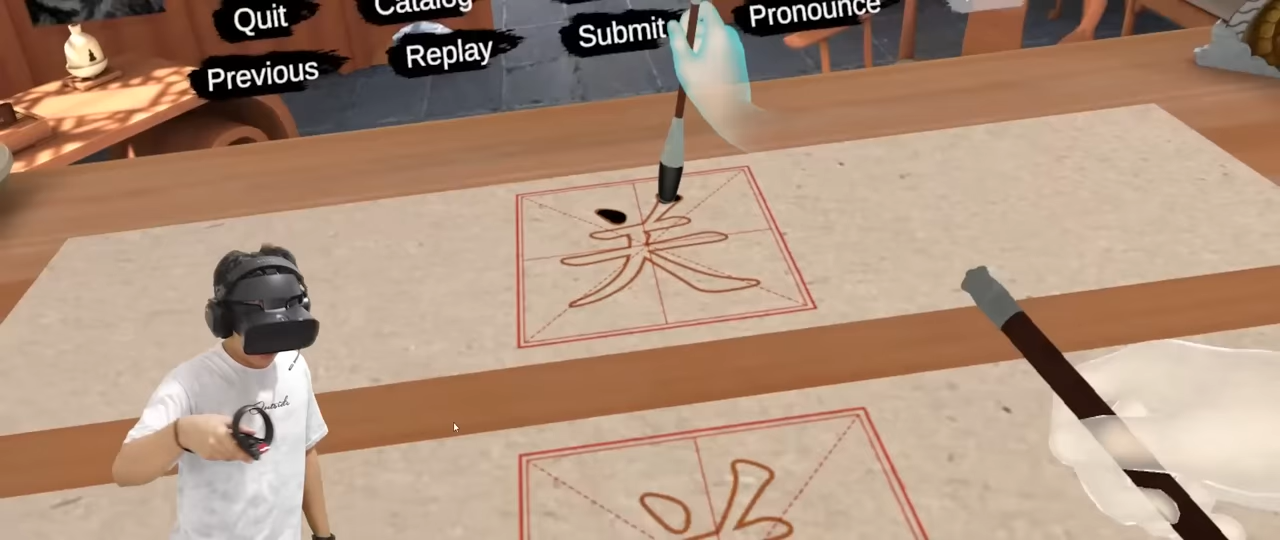 Quit
Catalog
Previous
Replay
Submit
Pronounce
关